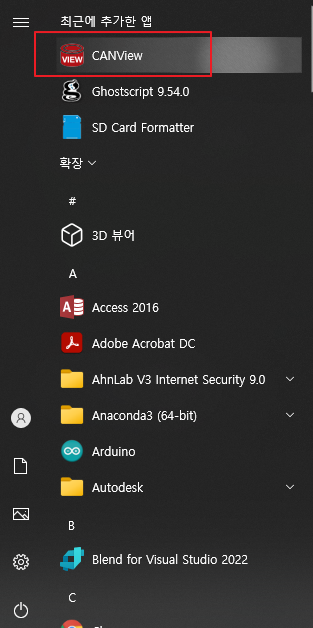 최근에 추가한 앱
VIEW CANView
Ghostscript 9.54.0
SD Card Formatter
확장
#
3D 뷰어
A
Access 2016
Adobe Acrobat DC
AhnLab V3 Internet Security 9.0
Anaconda3 (64-bit)
Arduino
Autodesk
B
Blend for Visual Studio 2022
C